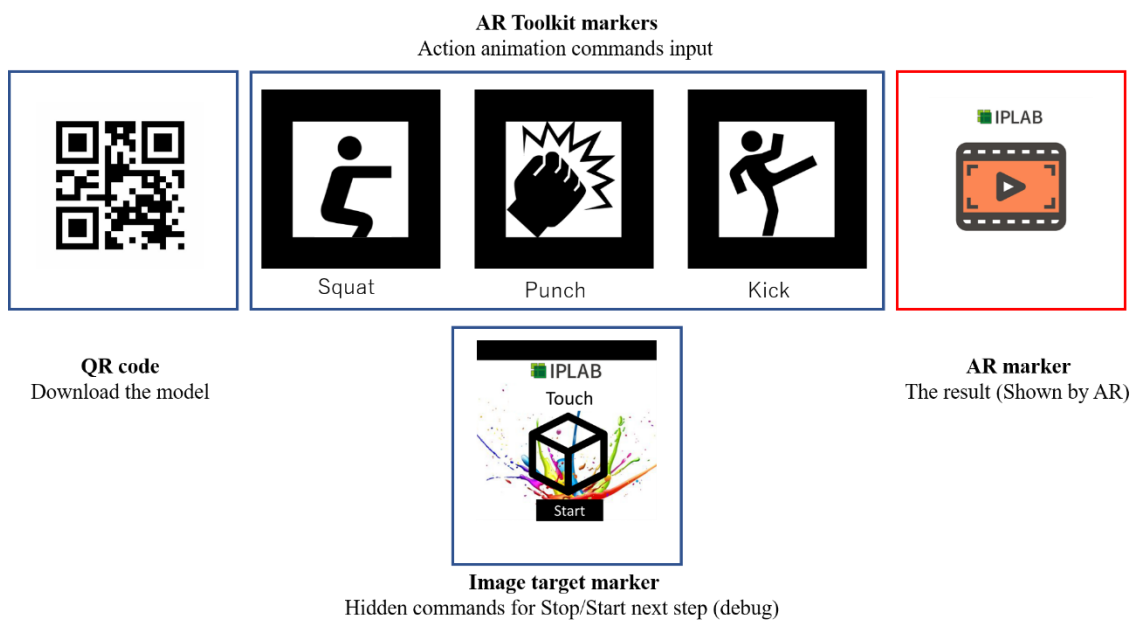 AR Toolkit markers
Action animation commands input
IPLAB
Squat
Punch
Kick
QR code
Download the model
IPLAB
Touch
Start
AR marker
The result (Shown by AR)
Image target marker
Hidden commands for Stop/Start next step (debug)